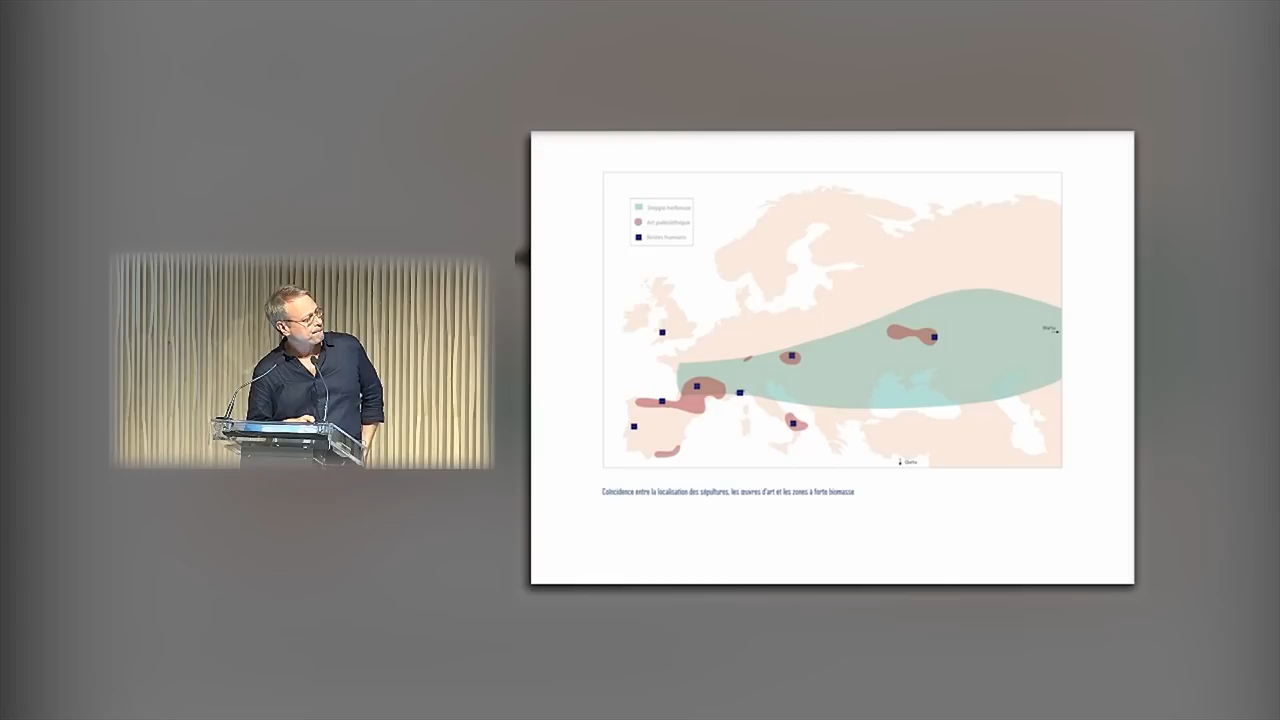 Steppe herbeuse
Art paléolithique
Restes humains
Coïncidence entre la localisation des sépultures, les œuvres d'art et les zones à forte biomasse